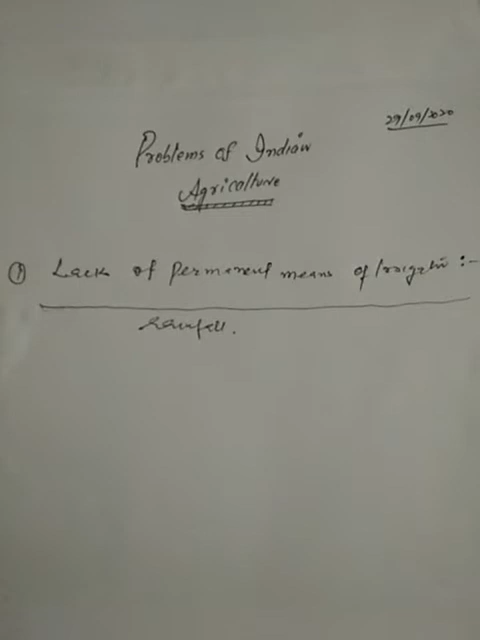 29/09/2020
Problems of Indian
Agriculture
① Lack of permanent means of Irrigation :-
rainfall.